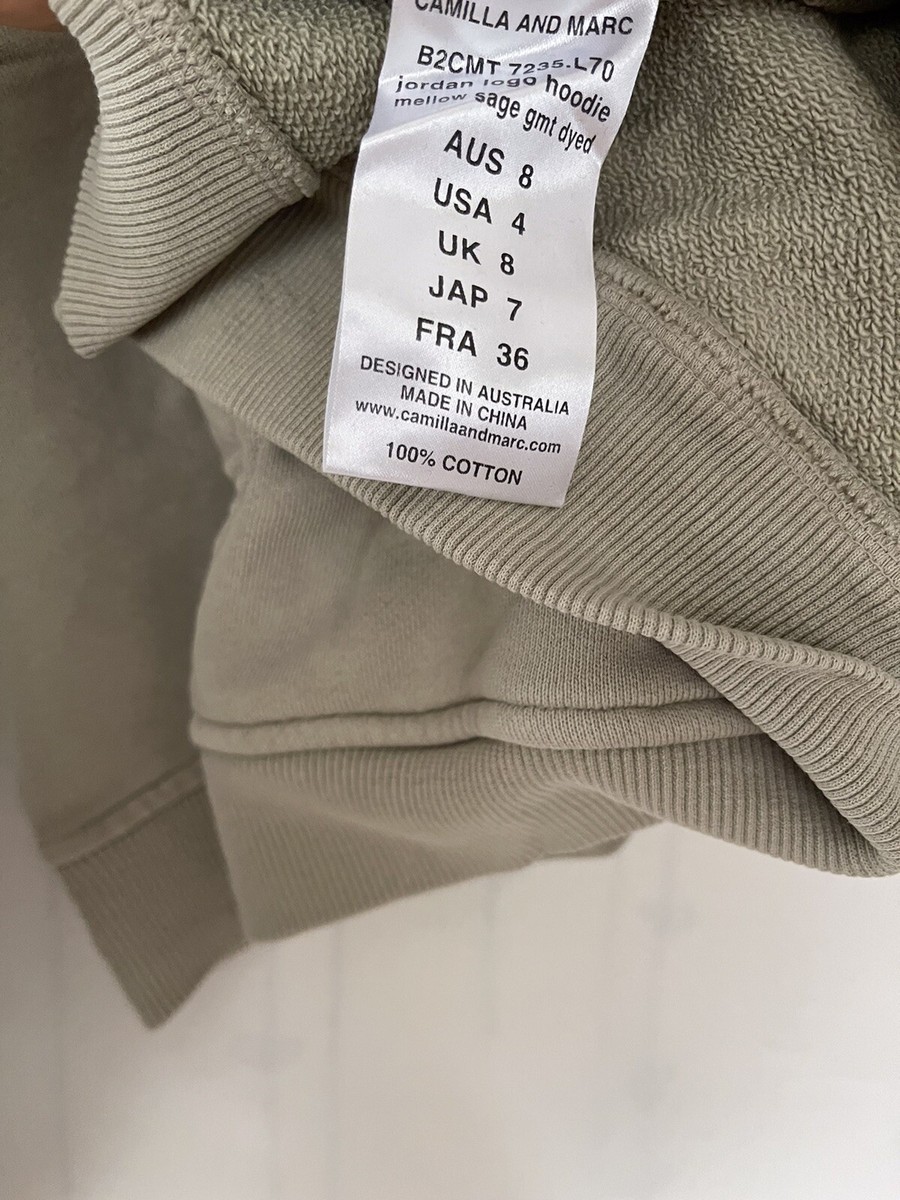 CAMILLA AND MARC
B2CMT 7235.L70
jordan logo hoodie
mellow sage gmt dyed
AUS 8
USA 4
UK 8
JAP 7
FRA 36
DESIGNED IN AUSTRALIA
MADE IN CHINA
www.camillaandmarc.com
100% COTTON